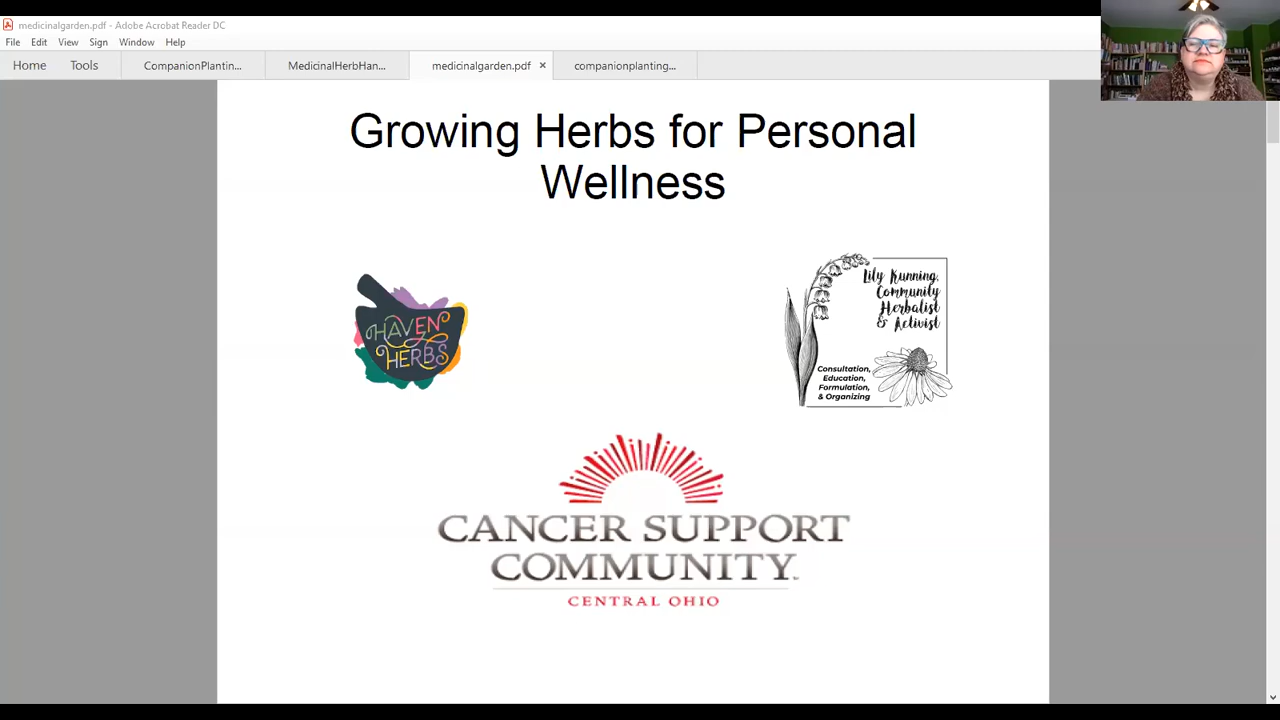 medicinalgarden.pdf - Adobe Acrobat Reader DC
File Edit View Sign Window Help
Home Tools CompanionPlantin... MedicinalHerbHan... medicinalgarden.pdf × companionplanting...
Growing Herbs for Personal
Wellness
HAVEN
HERBS
Lily Kunning,
Community
Herbalist
& Activist
Consultation,
Education,
Formulation,
& Organizing
CANCER SUPPORT
COMMUNITY
CENTRAL OHIO